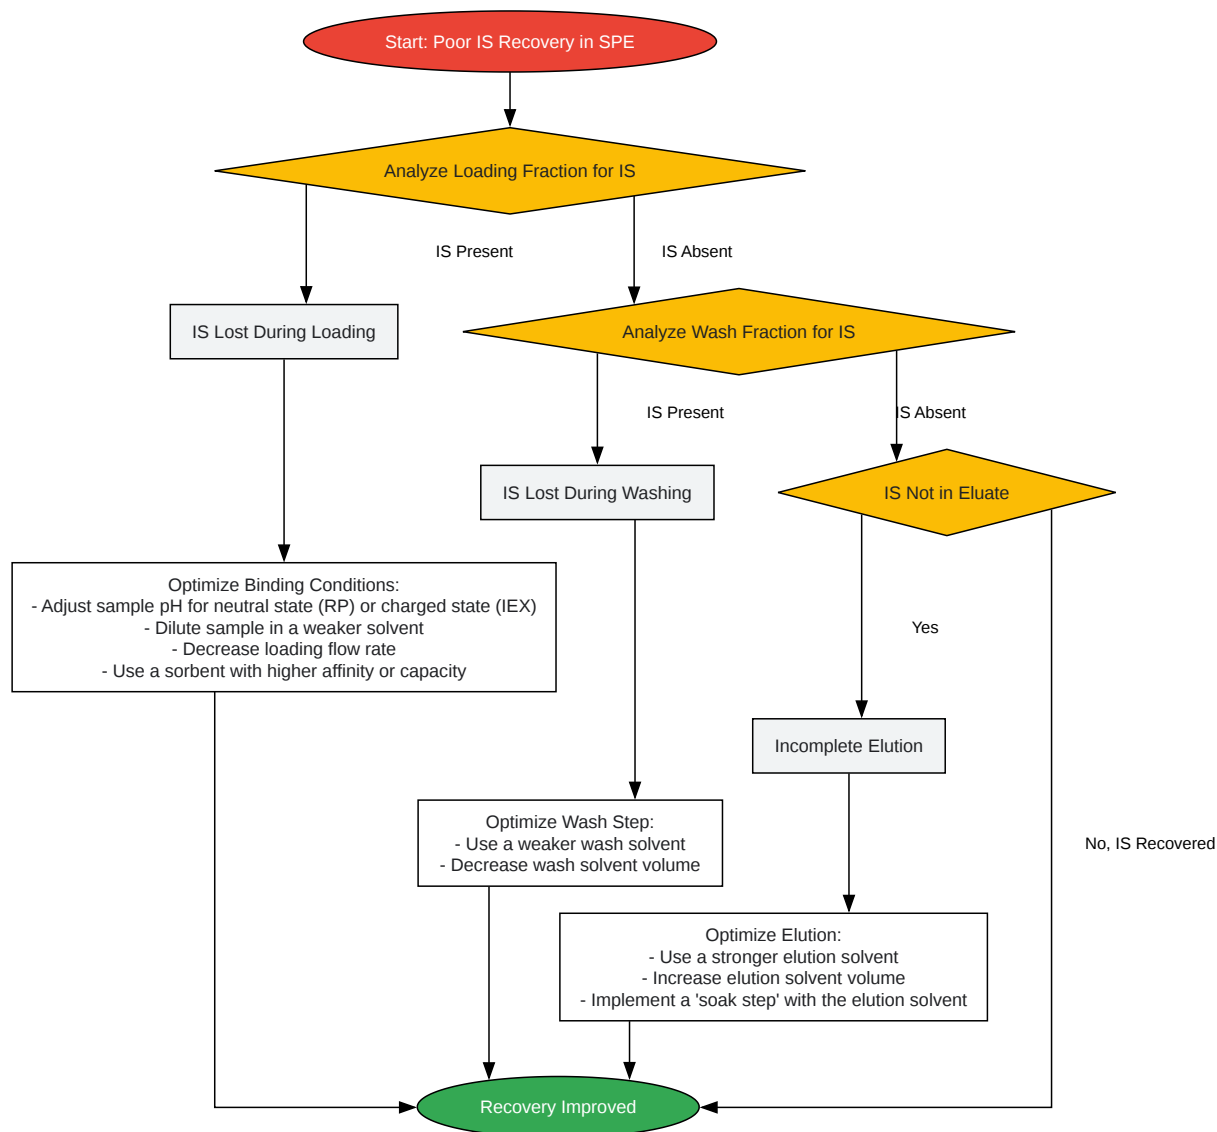 Start: Poor IS Recovery in SPE
Analyze Loading Fraction for IS
IS Present
IS Absent
IS Lost During Loading
Analyze Wash Fraction for IS
IS Present
IS Absent
IS Lost During Washing
IS Not in Eluate
Optimize Binding Conditions:
- Adjust sample pH for neutral state (RP) or charged state (IEX)
- Dilute sample in a weaker solvent
- Decrease loading flow rate
- Use a sorbent with higher affinity or capacity
Yes
Incomplete Elution
Optimize Wash Step:
- Use a weaker wash solvent
- Decrease wash solvent volume
No, IS Recovered
Optimize Elution:
- Use a stronger elution solvent
- Increase elution solvent volume
- Implement a 'soak step' with the elution solvent
Recovery Improved